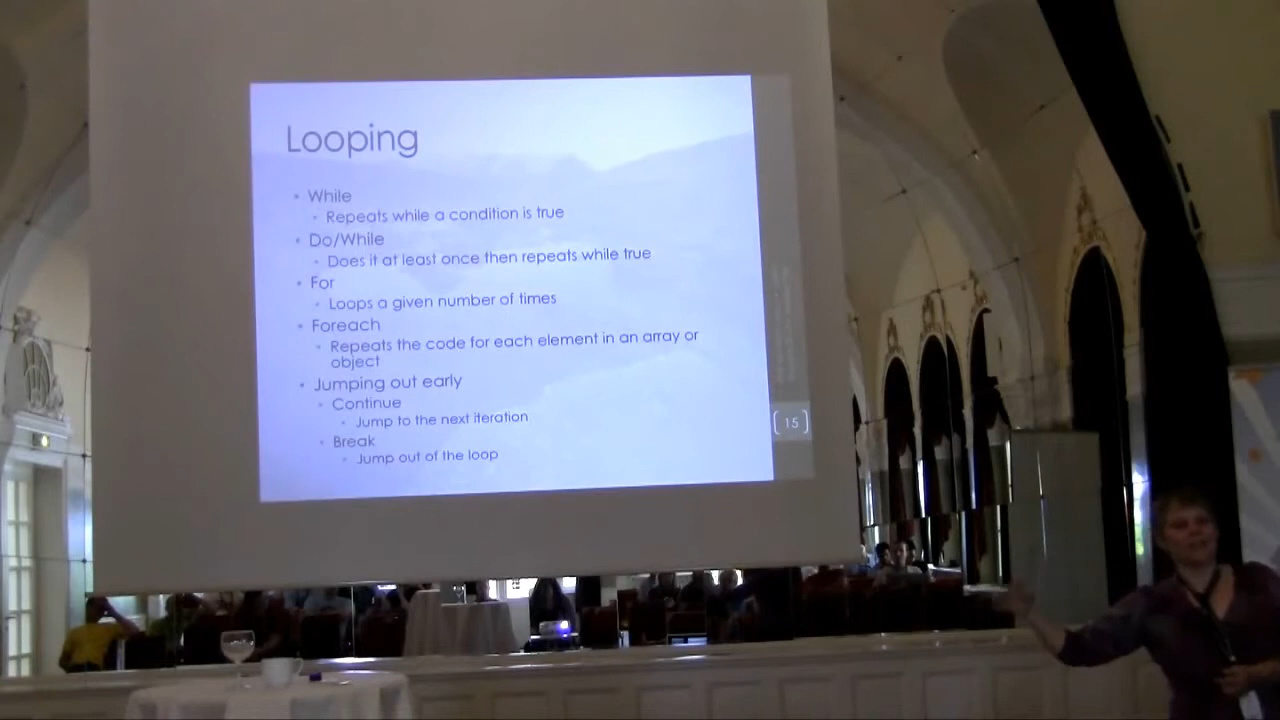 Looping
• While
• Repeats while a condition is true
• Do/While
• Does it at least once then repeats while true
• For
• Loops a given number of times
• Foreach
• Repeats the code for each element in an array or
object
• Jumping out early
• Continue
• Jump to the next iteration
• Break
• Jump out of the loop
15